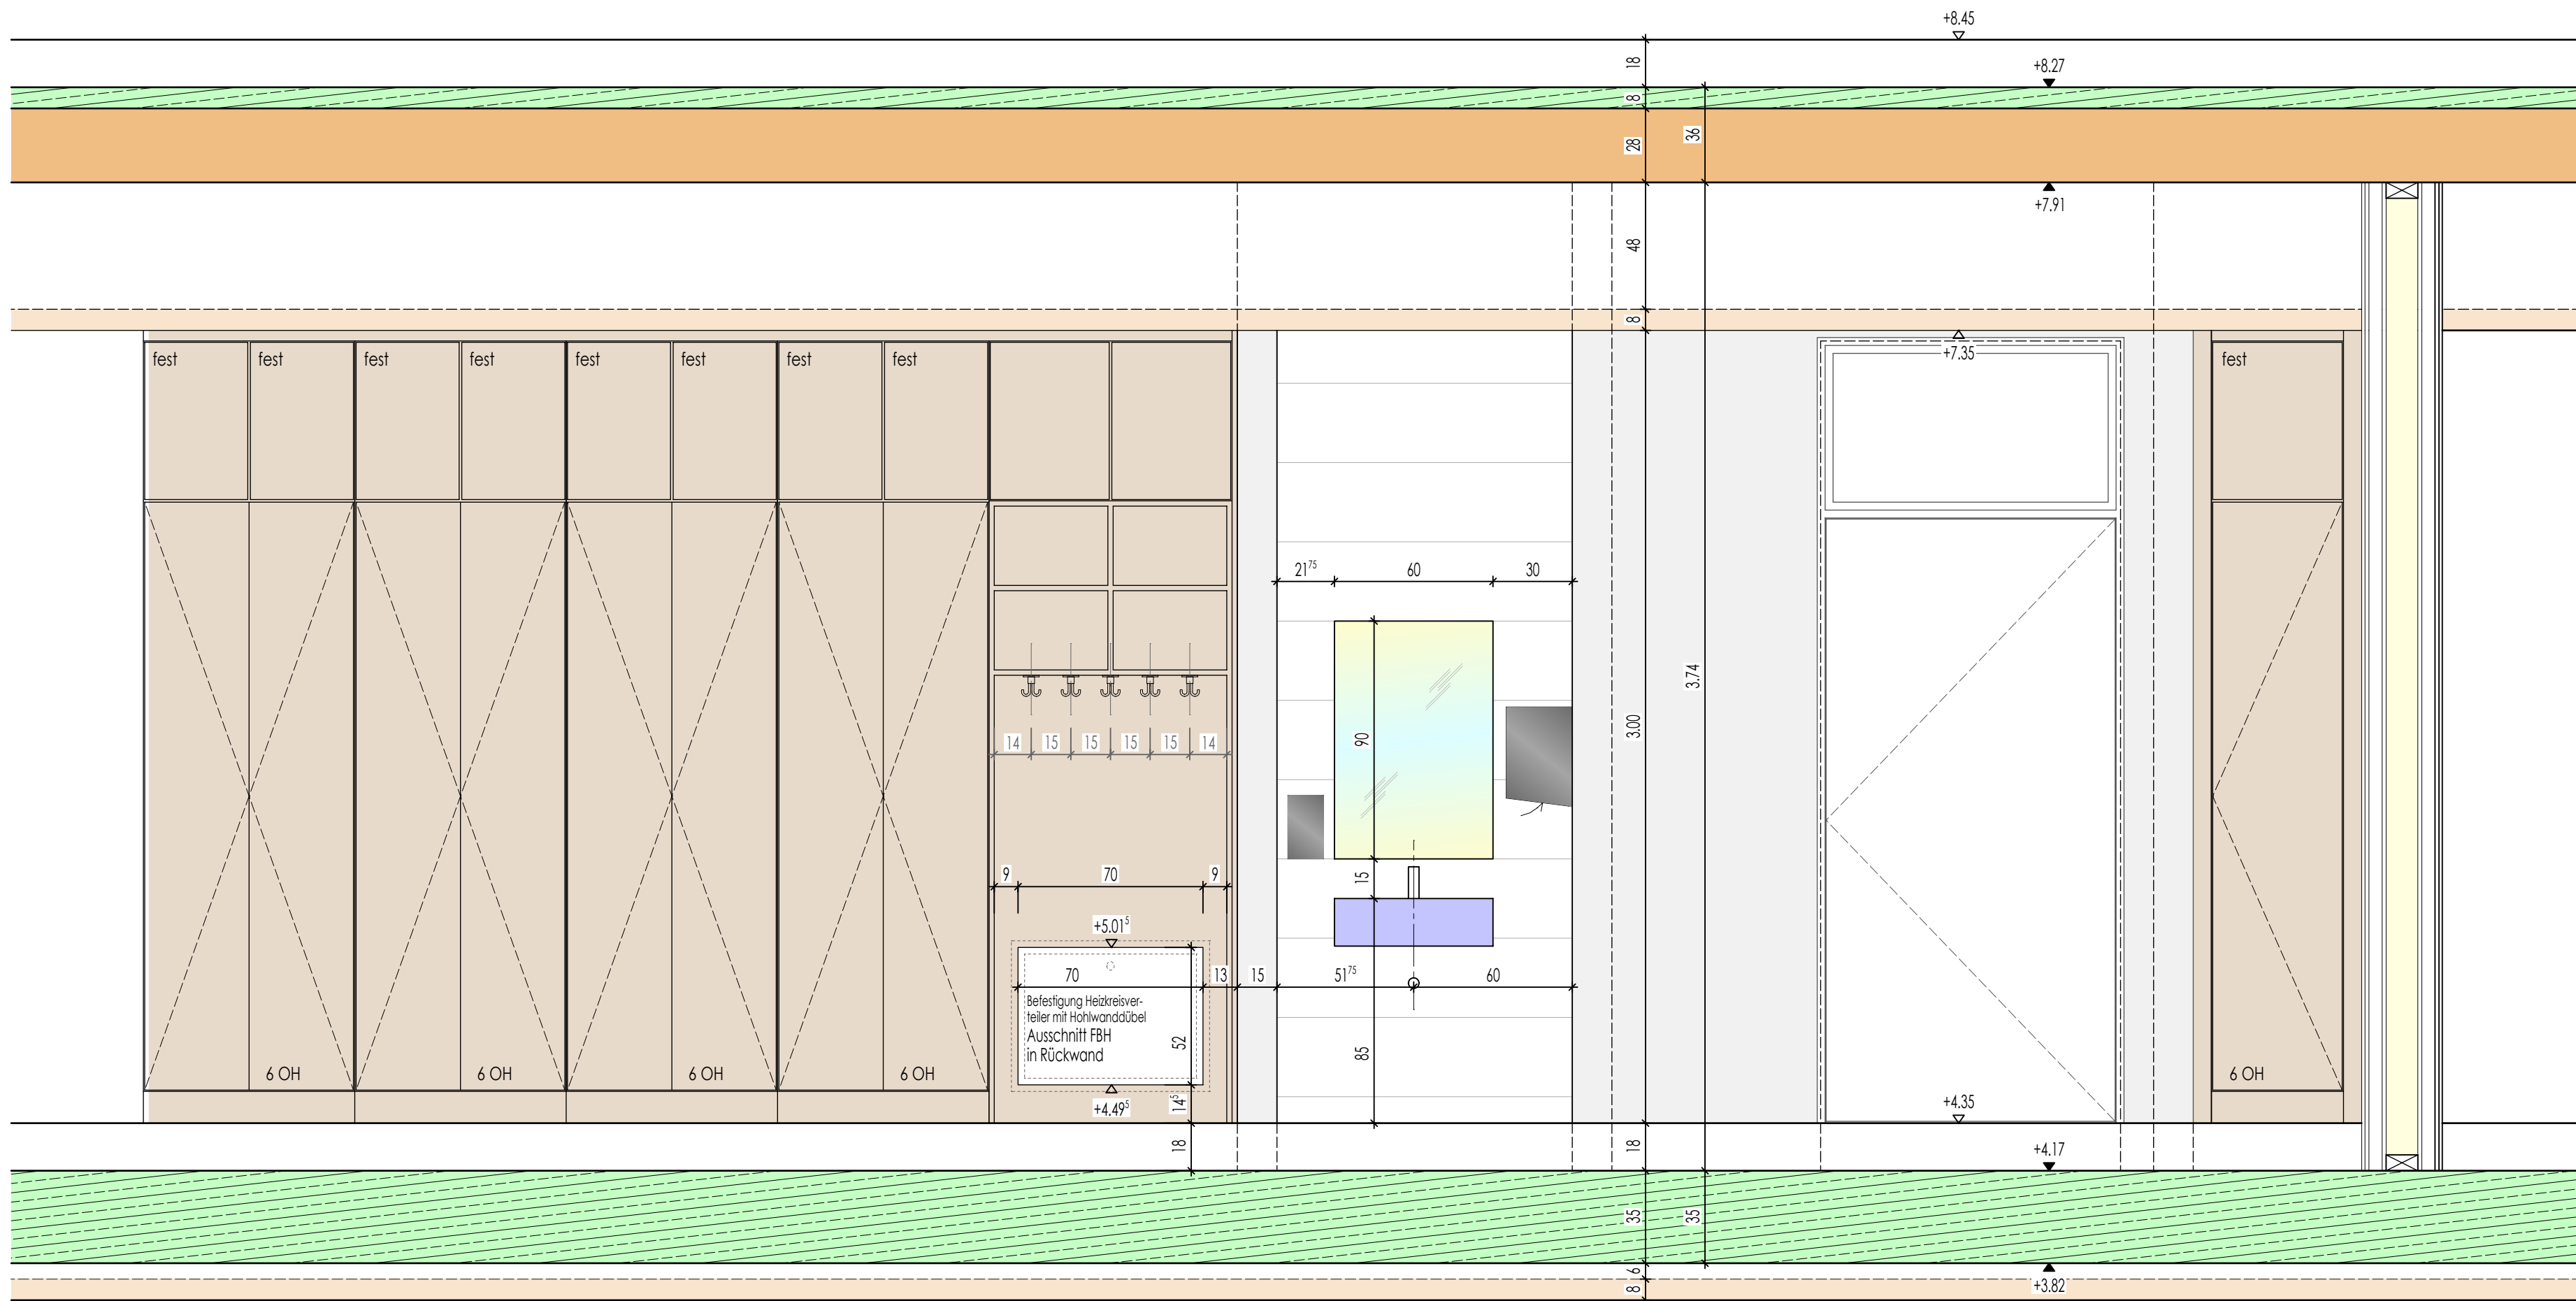 +8.45
18
+8.27
8
28
36
+7.91
48
8
+7.35
fest fest fest fest fest fest fest fest fest
21⁷⁵ 60 30
3.74
3.00
90
14 15 15 15 15 14
9 70 9
15
+5.01⁵
70 13 15 51⁷⁵ 60
Befestigung Heizkreisver-
teiler mit Hohlwanddübel
Ausschnitt FBH
in Rückwand
52
85
6 OH 6 OH 6 OH 6 OH 6 OH
+4.49⁵
14⁵
+4.35
18
18
+4.17
35
35
6
8
+3.82